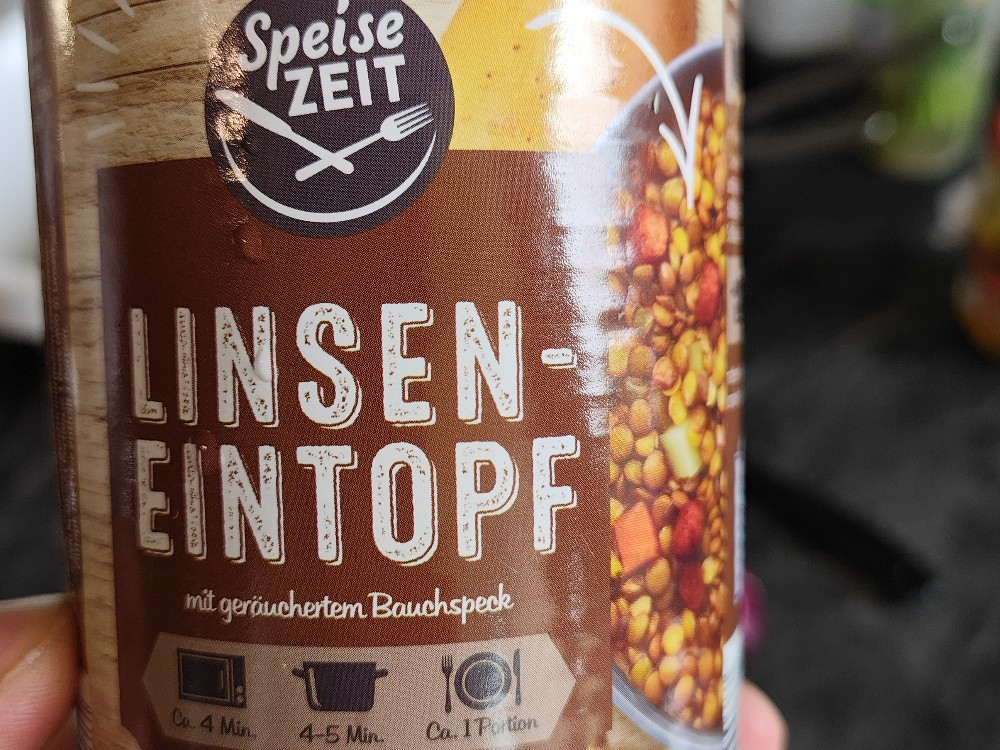 Speise
ZEIT
LINSEN-
EINTOPF
mit geräuchertem Bauchspeck
Ca. 4 Min.
4-5 Min.
Ca. 1 Portion